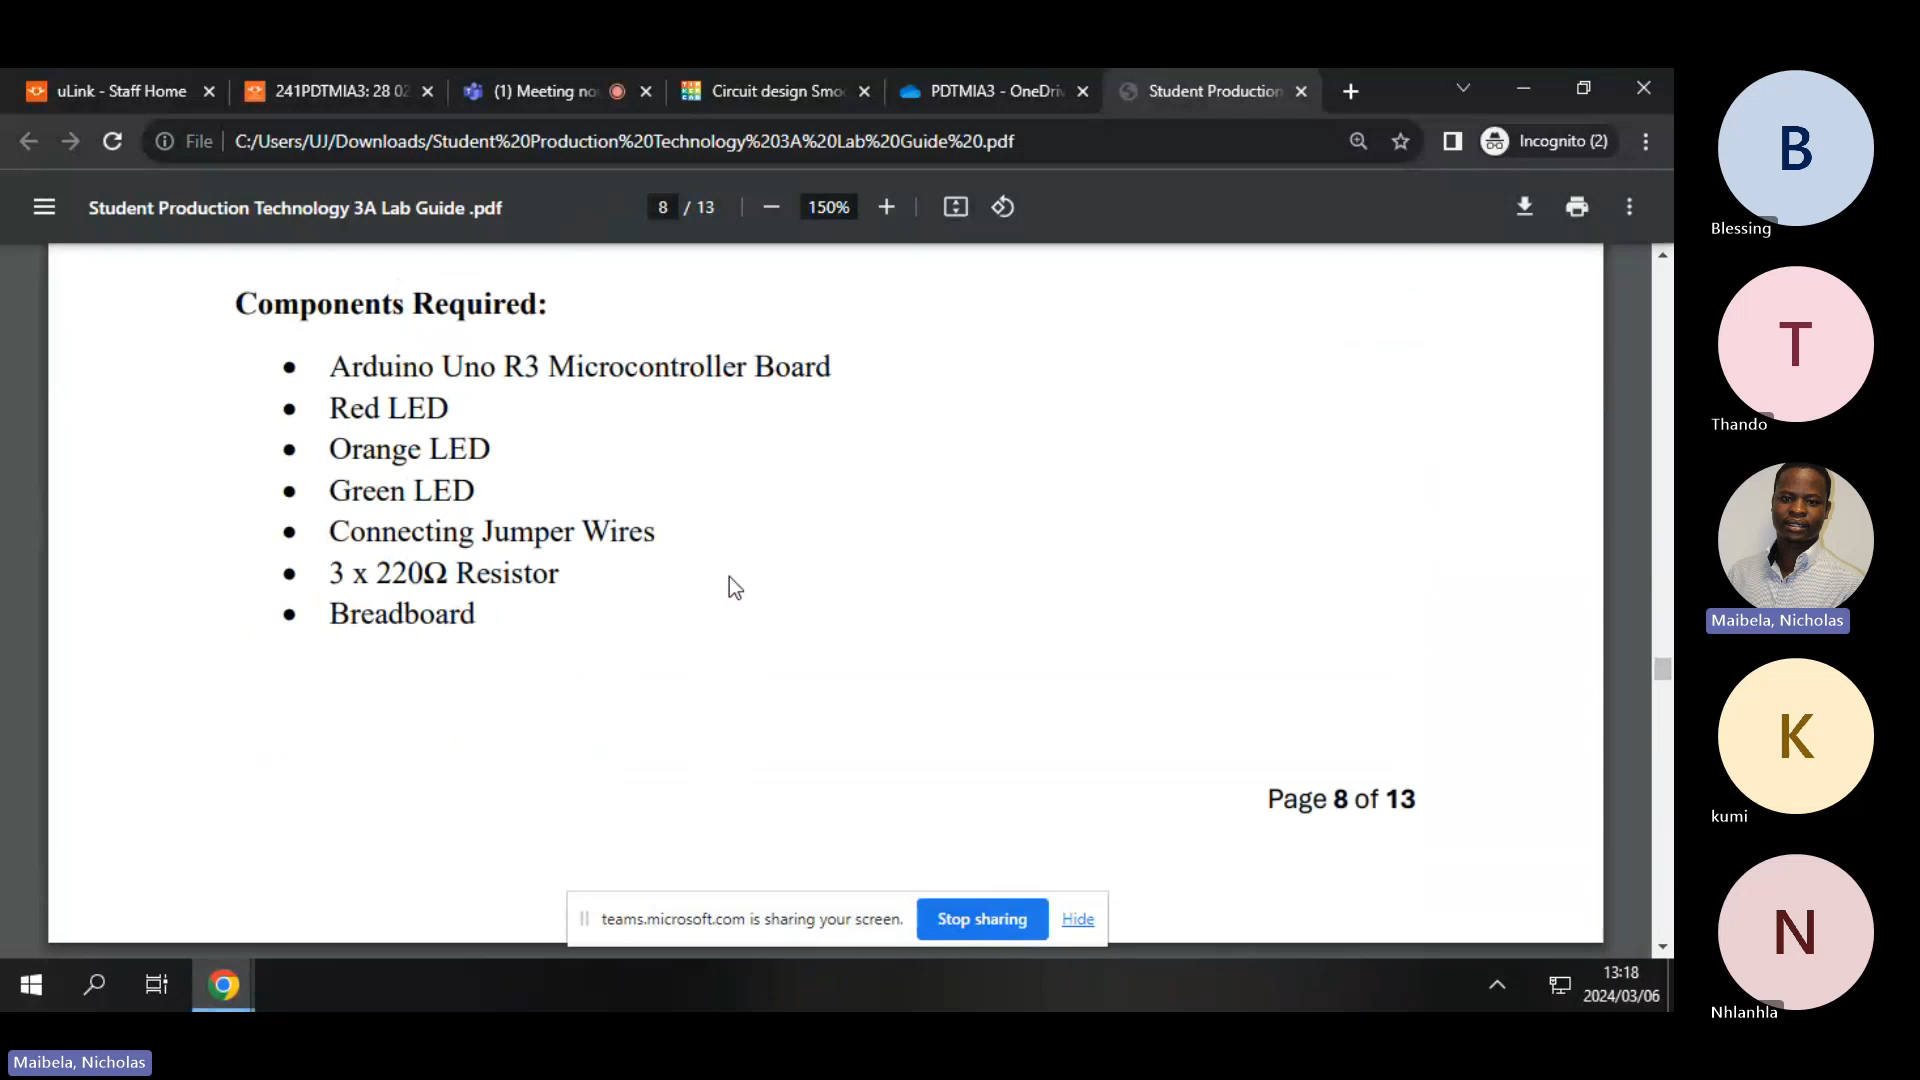 uLink - Staff Home
241PDTMIA3: 28 02
(1) Meeting no
Circuit design Smo
PDTMIA3 - OneDriv
Student Production
File
C:/Users/UJ/Downloads/Student%20Production%20Technology%203A%20Lab%20Guide%20.pdf
Incognito (2)
Student Production Technology 3A Lab Guide .pdf
8 / 13
150%
Components Required:
• Arduino Uno R3 Microcontroller Board
• Red LED
• Orange LED
• Green LED
• Connecting Jumper Wires
• 3 x 220Ω Resistor
• Breadboard
Page 8 of 13
teams.microsoft.com is sharing your screen.
Stop sharing
Hide
13:18
2024/03/06
B
Blessing
T
Thando
Maibela, Nicholas
K
kumi
N
Nhlanhla
Maibela, Nicholas